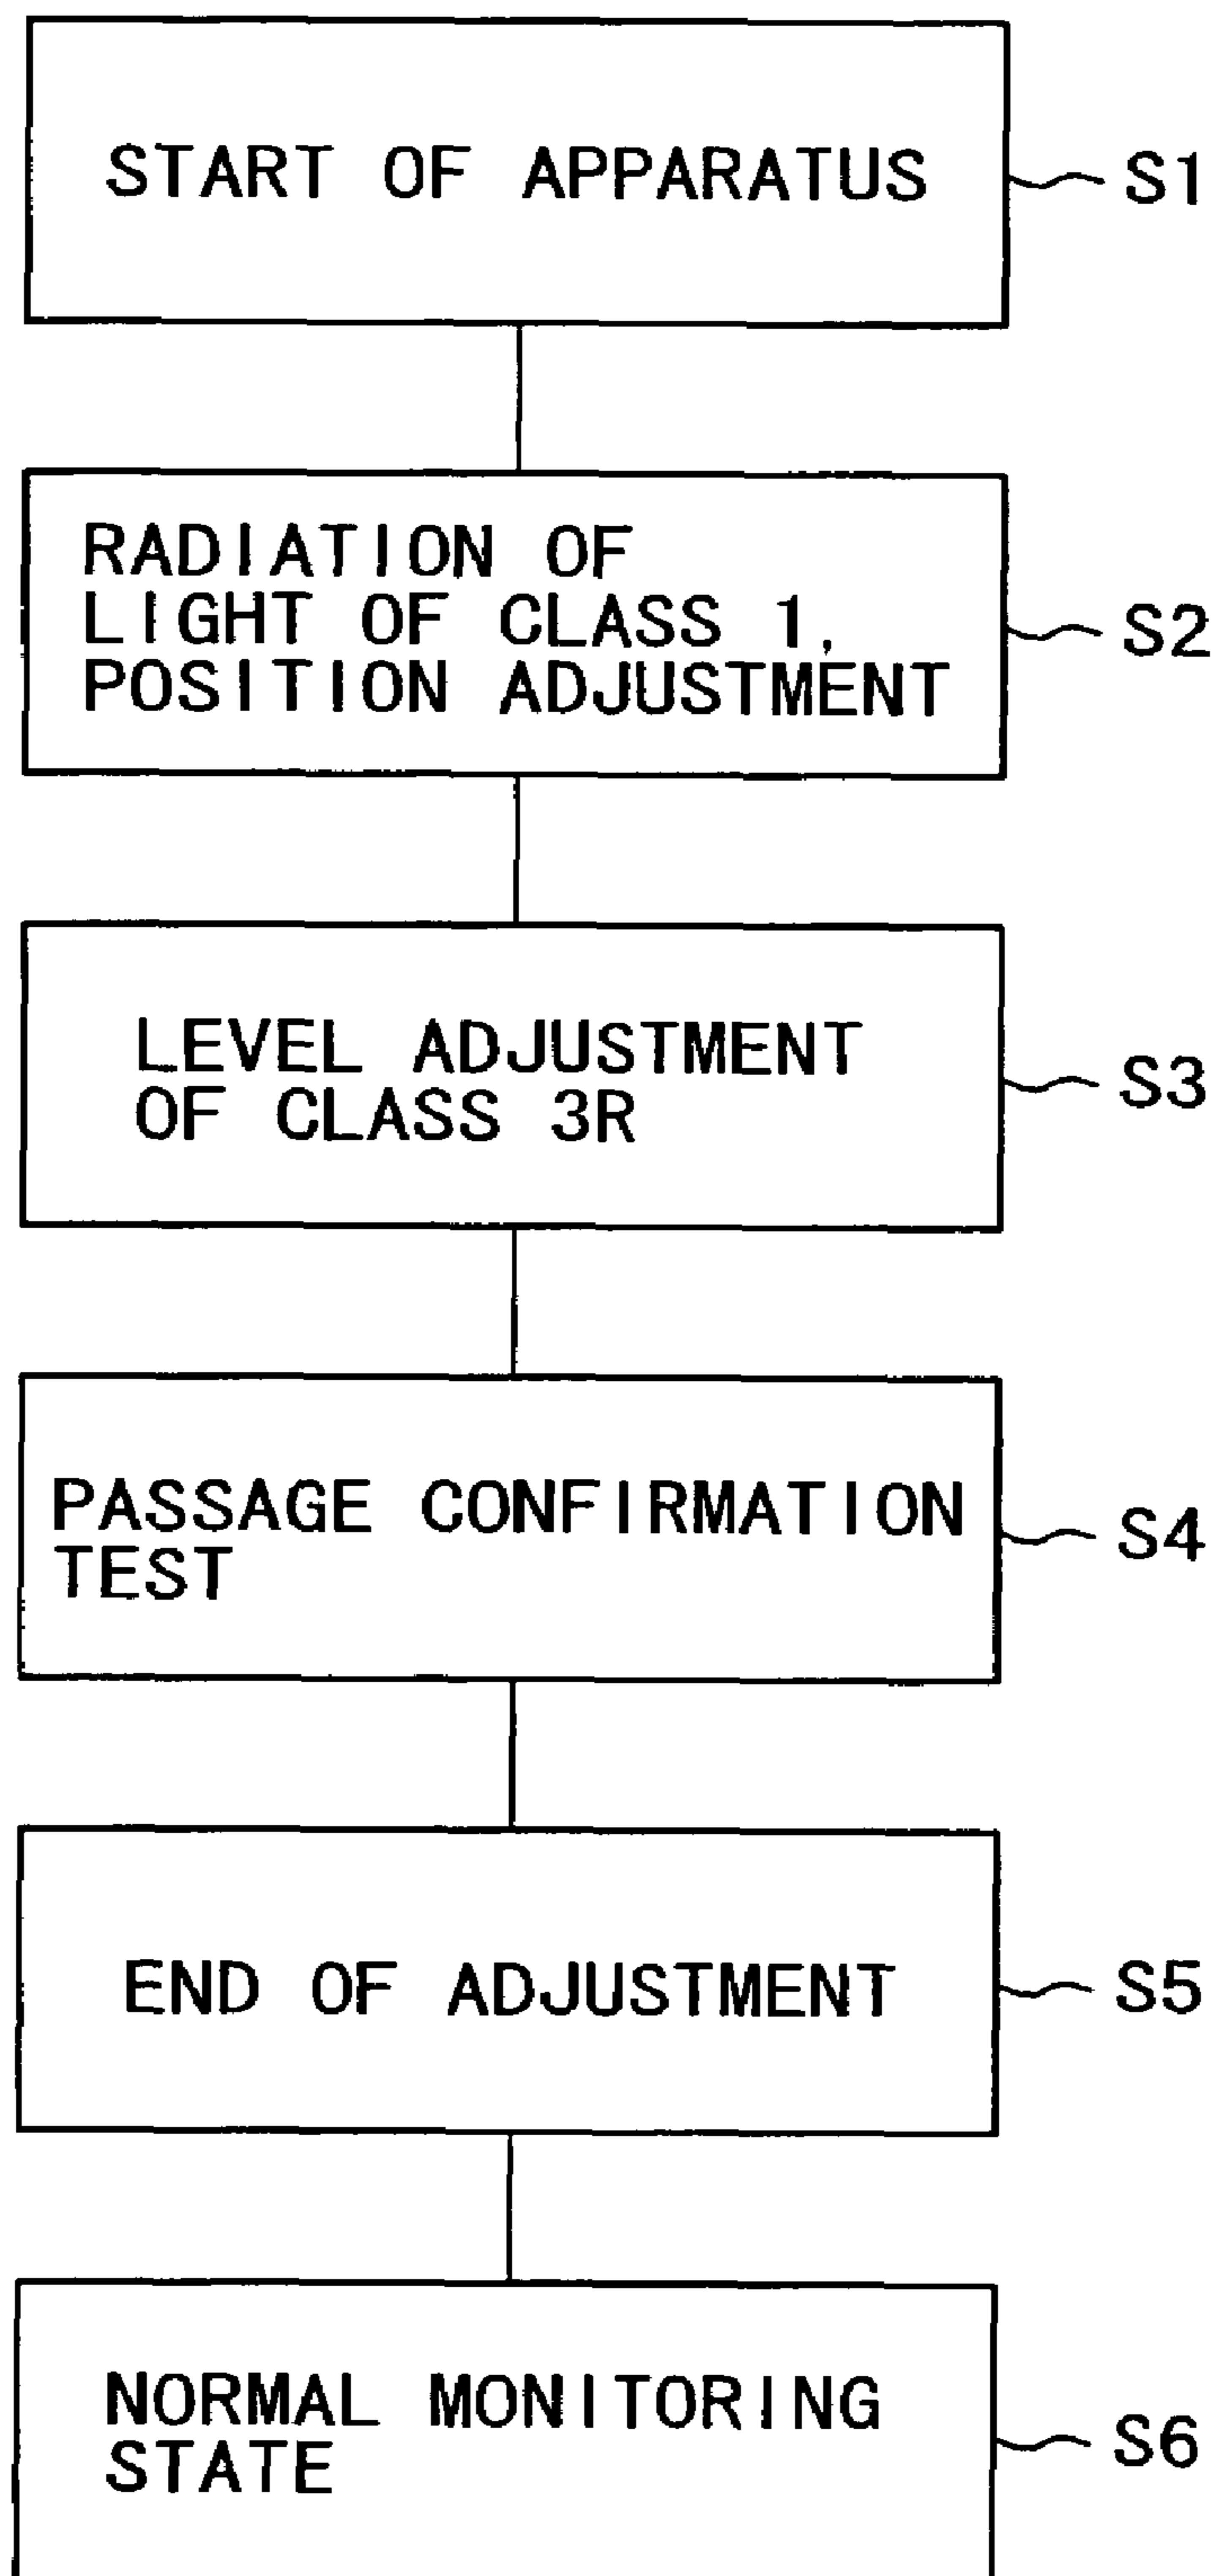 START OF APPARATUS
S1
RADIATION OF
LIGHT OF CLASS 1,
POSITION ADJUSTMENT
S2
LEVEL ADJUSTMENT
OF CLASS 3R
S3
PASSAGE CONFIRMATION
TEST
S4
END OF ADJUSTMENT
S5
NORMAL MONITORING
STATE
S6